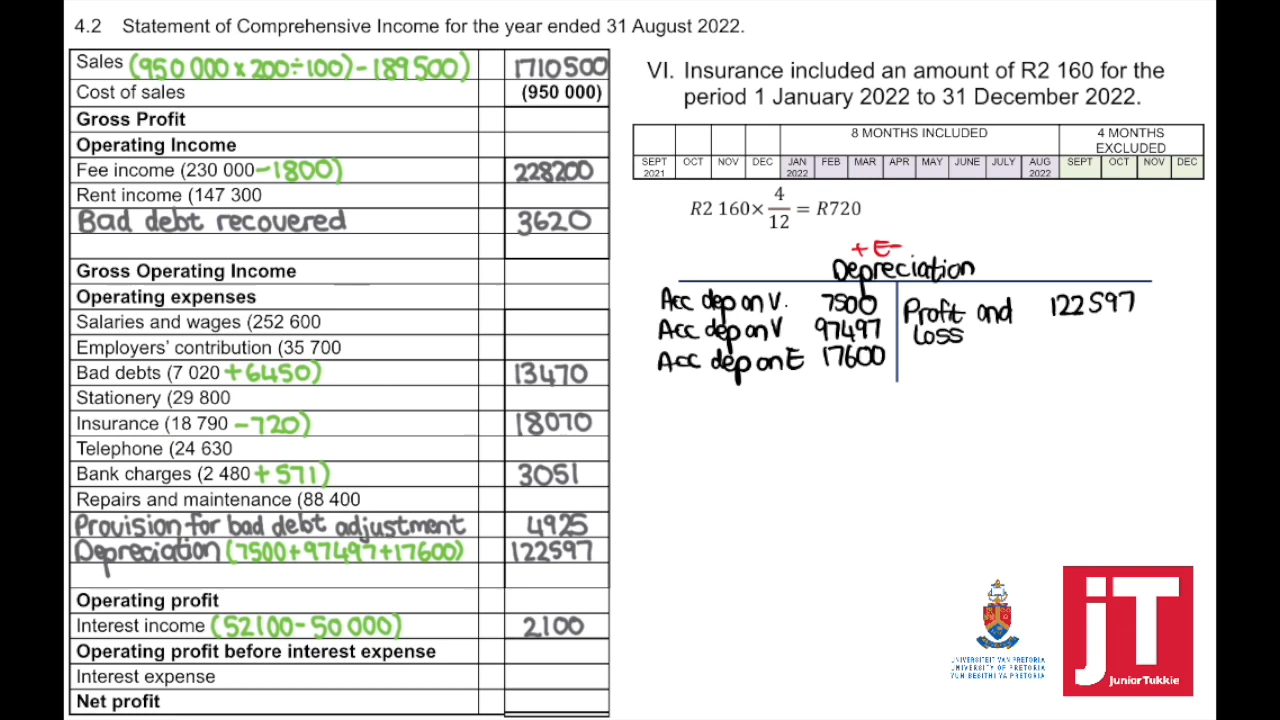 4.2 Statement of Comprehensive Income for the year ended 31 August 2022.
Sales (950 000 x 200 ÷ 100) - 189 500) 1710500
Cost of sales (950 000)
Gross Profit
Operating Income
Fee income (230 000 - 1800) 228200
Rent income (147 300
Bad debt recovered 3620
Gross Operating Income
Operating expenses
Salaries and wages (252 600
Employers' contribution (35 700
Bad debts (7 020 + 6450) 13470
Stationery (29 800
Insurance (18 790 - 720) 18070
Telephone (24 630
Bank charges (2 480 + 571) 3051
Repairs and maintenance (88 400
Provision for bad debt adjustment 4925
Depreciation (7500 + 97497 + 17600) 122597
Operating profit
Interest income (52100 - 50 000) 2100
Operating profit before interest expense
Interest expense
Net profit
VI. Insurance included an amount of R2 160 for the
period 1 January 2022 to 31 December 2022.
8 MONTHS INCLUDED 4 MONTHS
EXCLUDED
SEPT OCT NOV DEC JAN FEB MAR APR MAY JUNE JULY AUG SEPT OCT NOV DEC
2021 2022 2022
R2 160 × 4/12 = R720
+ E -
Depreciation
Acc dep on V. 7500 Profit and 122597
Acc dep on V 97497 Loss
Acc dep on E 17600
UNIVERSITEIT VAN PRETORIA
UNIVERSITY OF PRETORIA
YUNIBESITHI YA PRETORIA
jT
JuniorTukkie